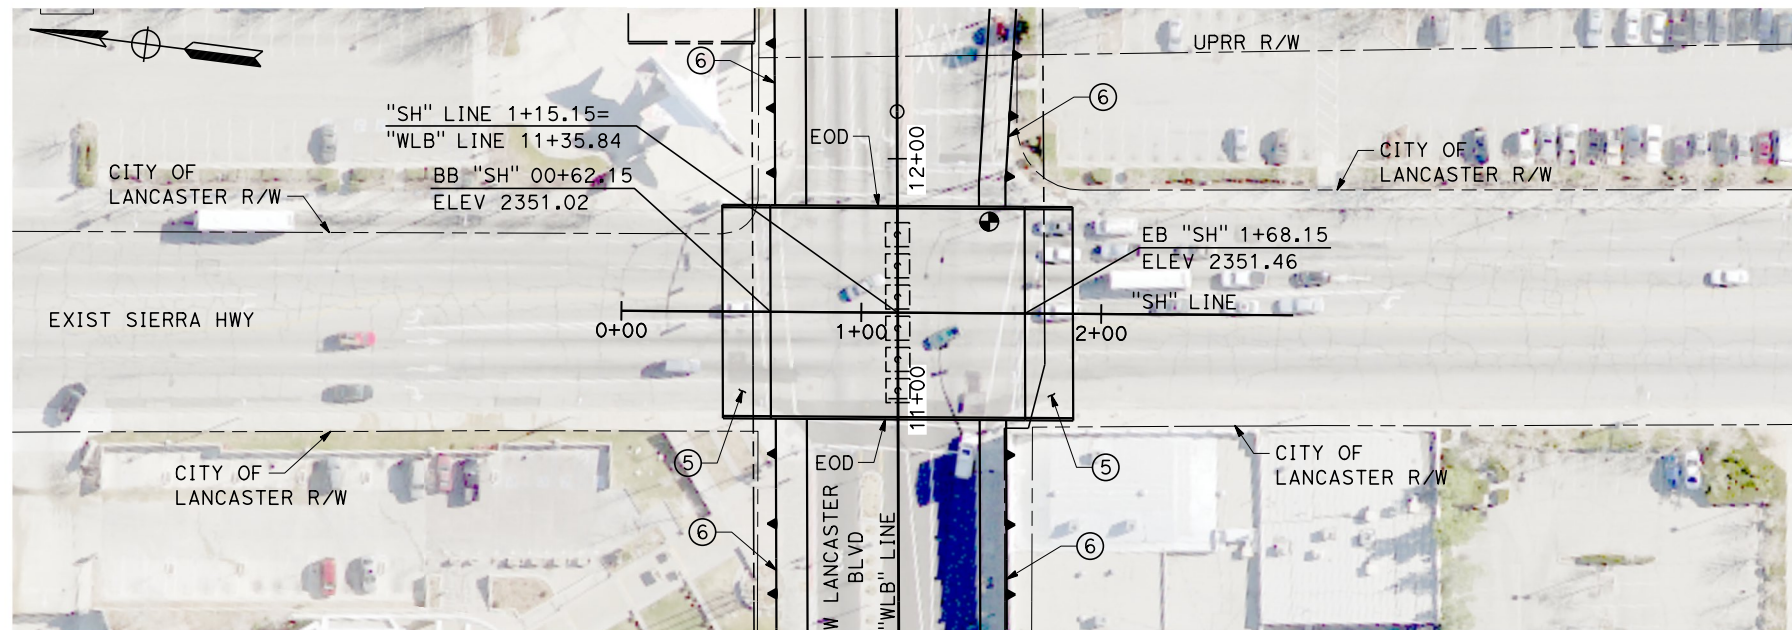 UPRR R/W
6
6
"SH" LINE 1+15.15=
"WLB" LINE 11+35.84
EOD
12+00
CITY OF
LANCASTER R/W
BB "SH" 00+62.15
ELEV 2351.02
CITY OF
LANCASTER R/W
EB "SH" 1+68.15
ELEV 2351.46
"SH" LINE
EXIST SIERRA HWY
0+00
1+00
2+00
11+00
5
EOD
5
CITY OF
LANCASTER R/W
CITY OF
LANCASTER R/W
6
6
W LANCASTER
BLVD
"WLB" LINE